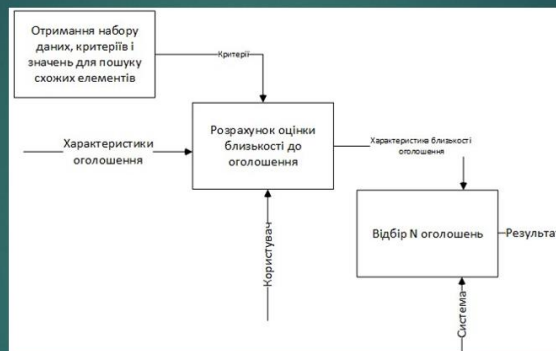 Отримання набору
даних, критеріїв і
значень для пошуку
схожих елементів
Критерії
Характеристики
оголошення
Розрахунок оцінки
близькості до
оголошення
Характеристика близькості
оголошення
Користувач
Відбір N оголошень
Результат
Система